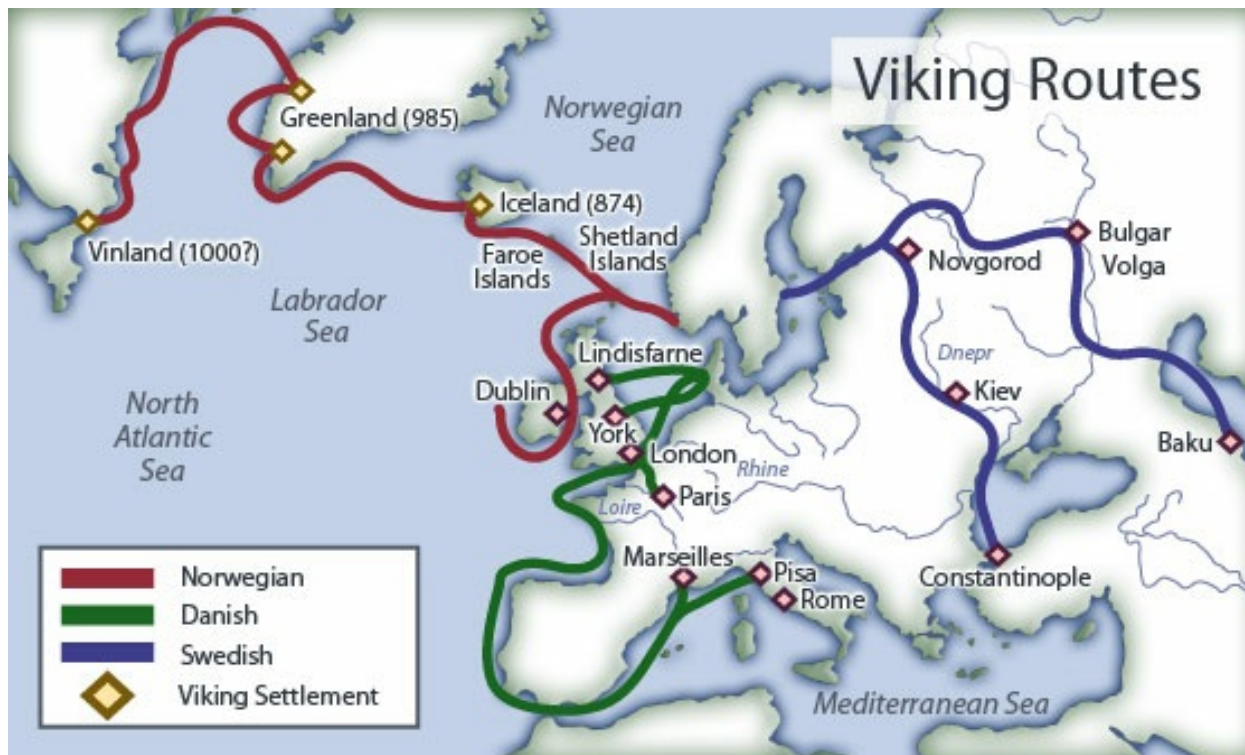 Viking Routes
Norwegian
Sea
Greenland (985)
Iceland (874)
Vinland (1000?)
Faroe
Islands
Shetland
Islands
Labrador
Sea
Bulgar
Volga
Novgorod
Lindisfarne
Dnepr
Dublin
Kiev
North
Atlantic
Sea
York
London
Baku
Rhine
Paris
Loire
Marseilles
Pisa
Rome
Constantinople
Mediterranean Sea
Norwegian
Danish
Swedish
Viking Settlement